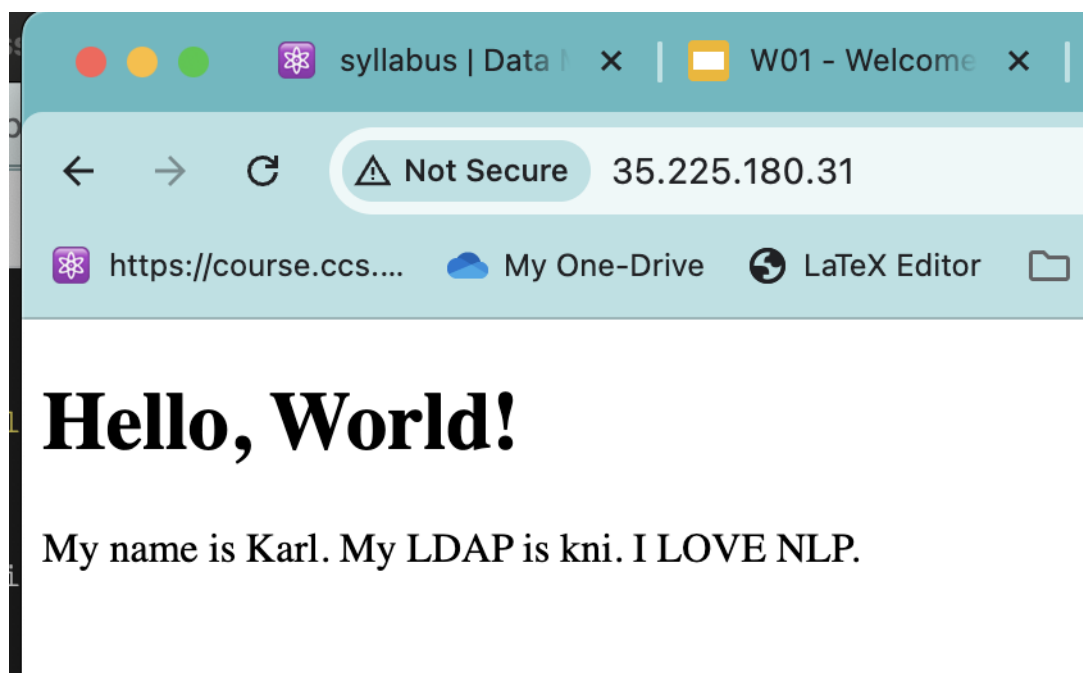 syllabus | Data
W01 - Welcome
Not Secure 35.225.180.31
https://course.ccs.... My One-Drive LaTeX Editor
Hello, World!
My name is Karl. My LDAP is kni. I LOVE NLP.